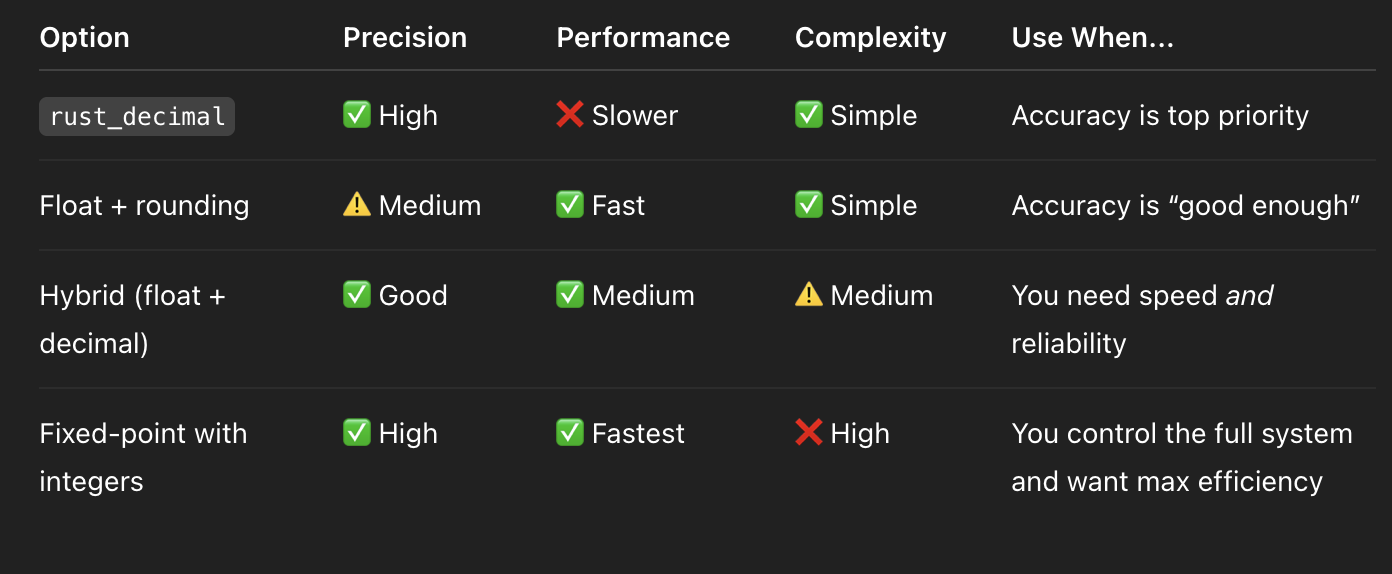 Option Precision Performance Complexity Use When...
rust_decimal ✅ High ❌ Slower ✅ Simple Accuracy is top priority
Float + rounding ⚠️ Medium ✅ Fast ✅ Simple Accuracy is “good enough”
Hybrid (float + ✅ Good ✅ Medium ⚠️ Medium You need speed and
decimal) reliability
Fixed-point with ✅ High ✅ Fastest ❌ High You control the full system
integers and want max efficiency